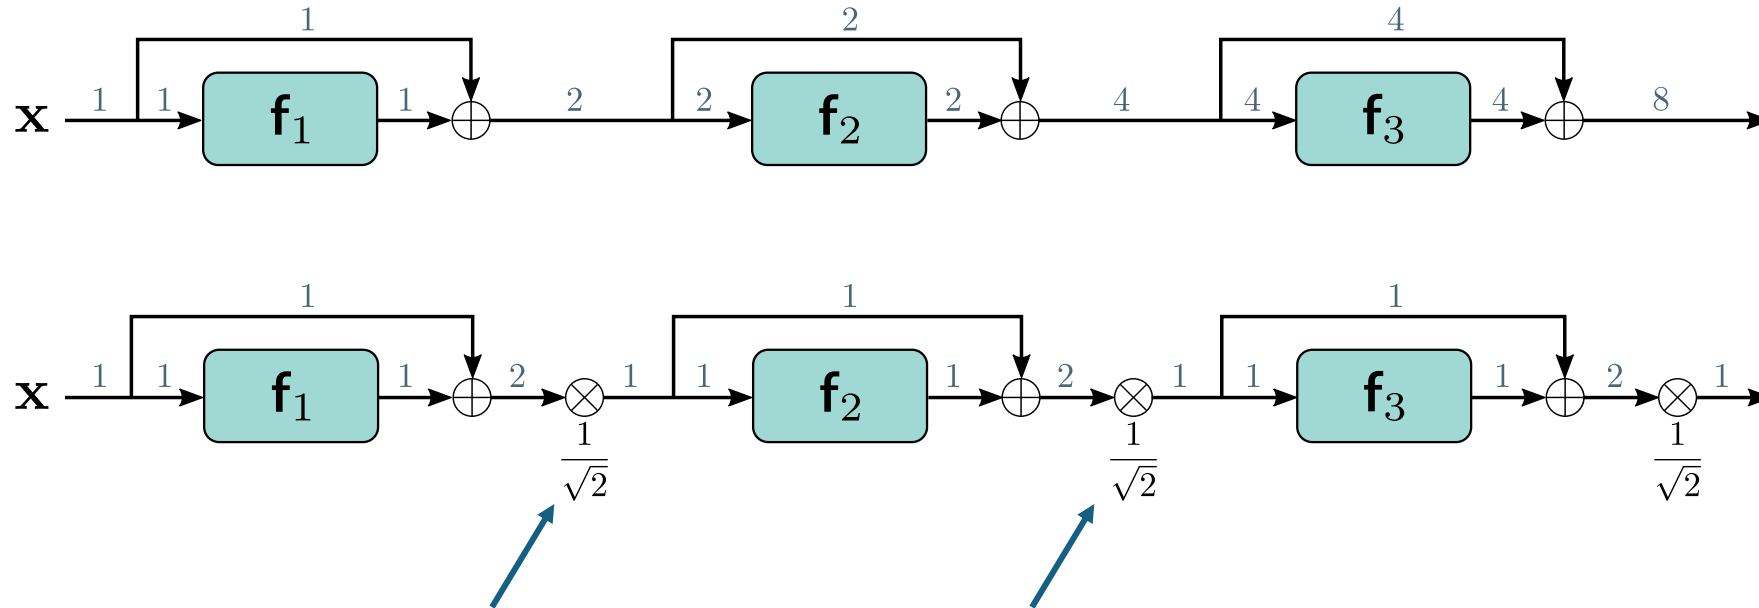 1 2 4
x 1 1 f₁ 1 2 2 f₂ 2 4 4 f₃ 4 8
1 1 1
x 1 1 f₁ 1 2 1 1 f₂ 1 2 1 1 f₃ 1 2 1
1/√2 1/√2 1/√2